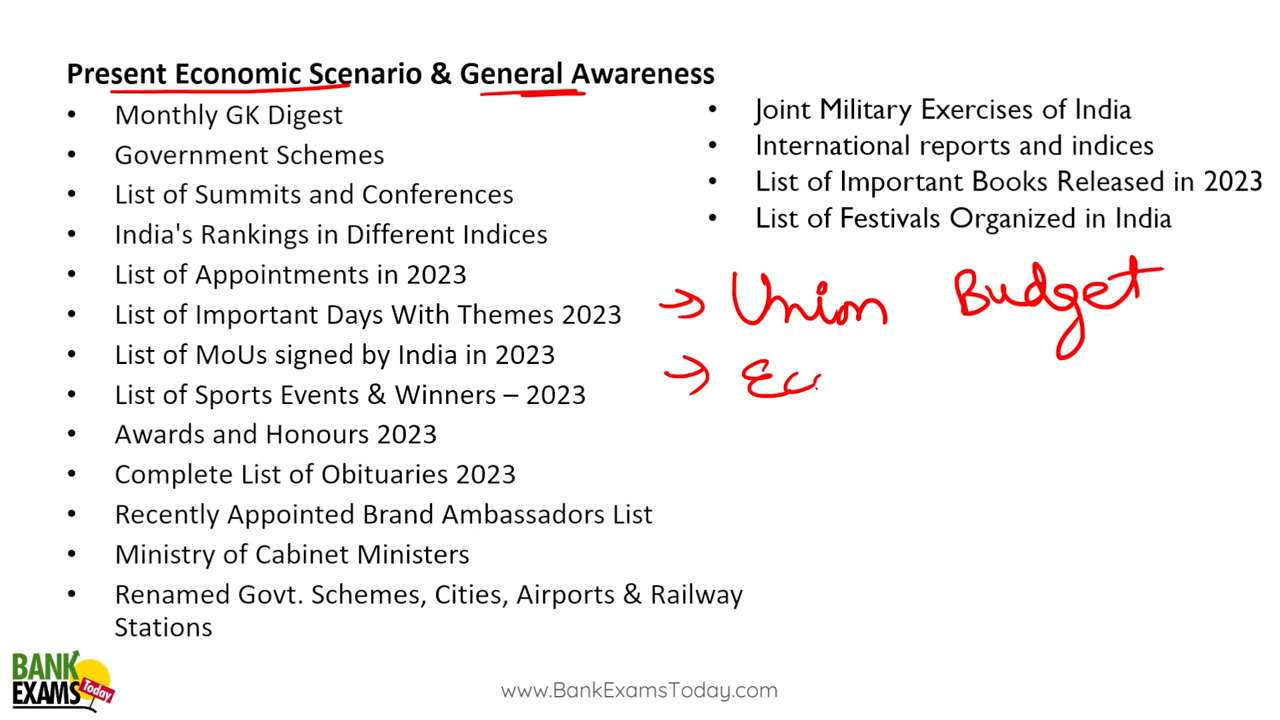 Present Economic Scenario & General Awareness
• Monthly GK Digest
• Government Schemes
• List of Summits and Conferences
• India's Rankings in Different Indices
• List of Appointments in 2023
• List of Important Days With Themes 2023
• List of MoUs signed by India in 2023
• List of Sports Events & Winners – 2023
• Awards and Honours 2023
• Complete List of Obituaries 2023
• Recently Appointed Brand Ambassadors List
• Ministry of Cabinet Ministers
• Renamed Govt. Schemes, Cities, Airports & Railway
Stations
• Joint Military Exercises of India
• International reports and indices
• List of Important Books Released in 2023
• List of Festivals Organized in India
→ Union Budget
→ Ec
BANK
EXAMS Today
www.BankExamsToday.com